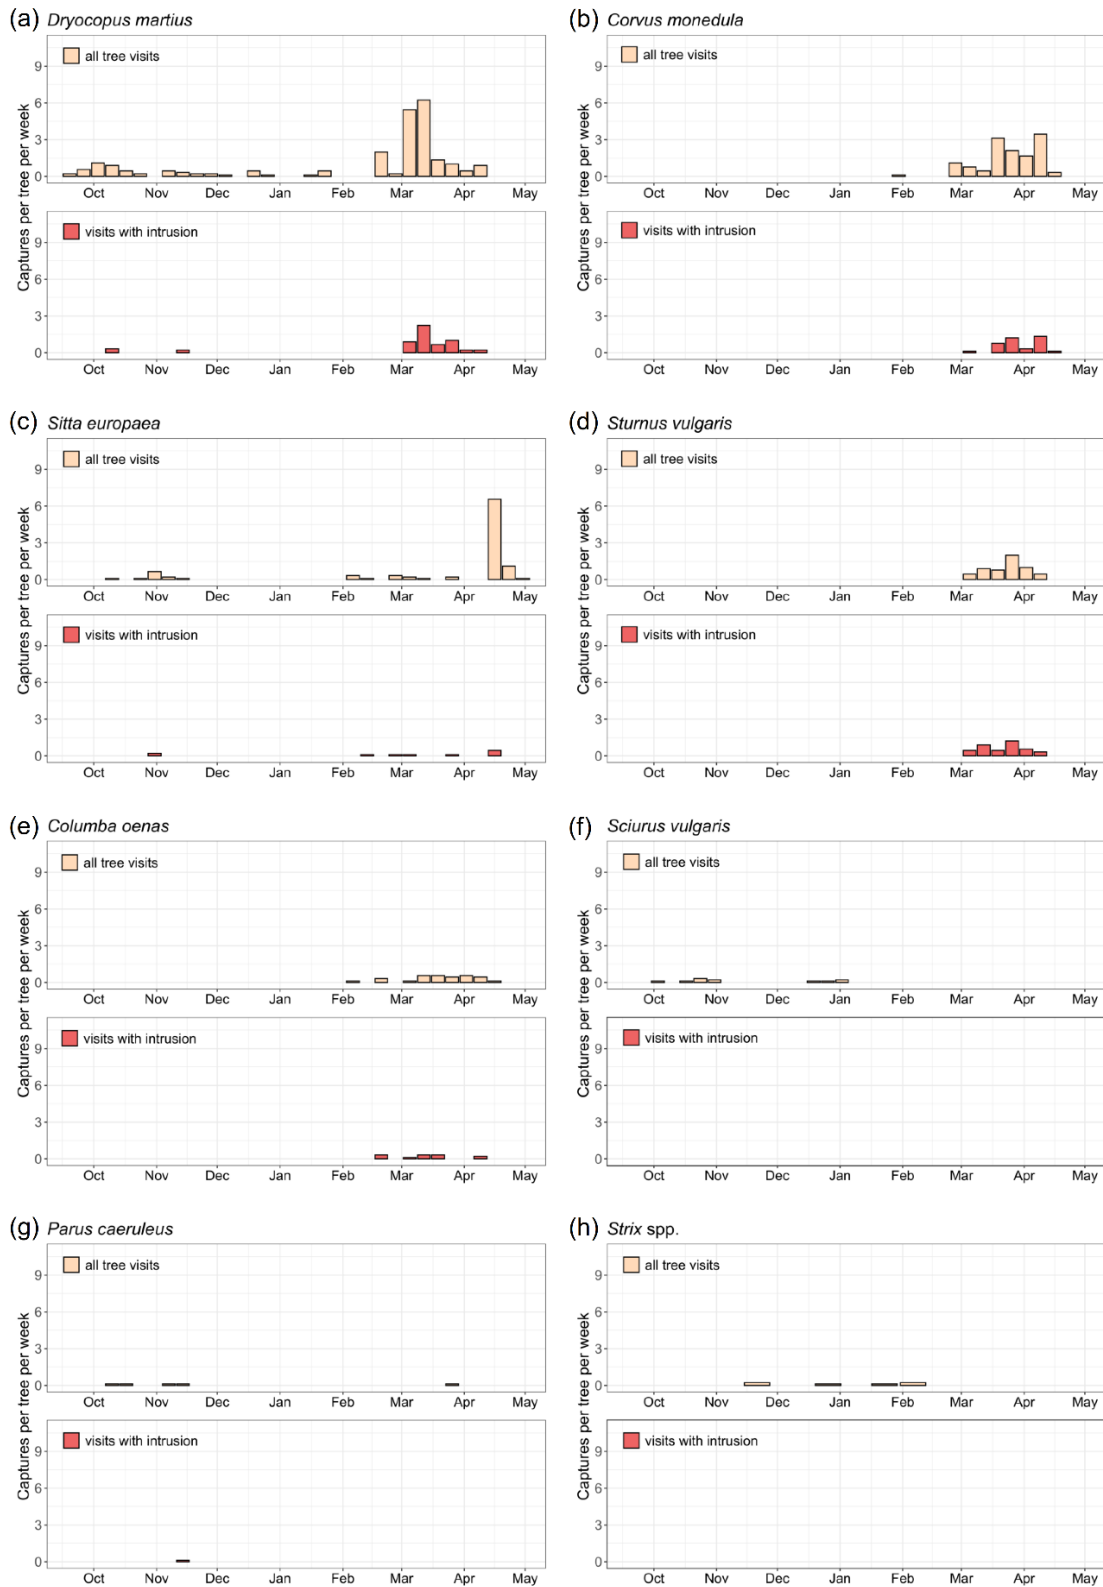 (a) Dryocopus martius
all tree visits
9
6
3
0
Oct Nov Dec Jan Feb Mar Apr May
visits with intrusion
9
6
3
0
Oct Nov Dec Jan Feb Mar Apr May
Captures per tree per week
(b) Corvus monedula
all tree visits
9
6
3
0
Oct Nov Dec Jan Feb Mar Apr May
visits with intrusion
9
6
3
0
Oct Nov Dec Jan Feb Mar Apr May
Captures per tree per week
(c) Sitta europaea
all tree visits
9
6
3
0
Oct Nov Dec Jan Feb Mar Apr May
visits with intrusion
9
6
3
0
Oct Nov Dec Jan Feb Mar Apr May
Captures per tree per week
(d) Sturnus vulgaris
all tree visits
9
6
3
0
Oct Nov Dec Jan Feb Mar Apr May
visits with intrusion
9
6
3
0
Oct Nov Dec Jan Feb Mar Apr May
Captures per tree per week
(e) Columba oenas
all tree visits
9
6
3
0
Oct Nov Dec Jan Feb Mar Apr May
visits with intrusion
9
6
3
0
Oct Nov Dec Jan Feb Mar Apr May
Captures per tree per week
(f) Sciurus vulgaris
all tree visits
9
6
3
0
Oct Nov Dec Jan Feb Mar Apr May
visits with intrusion
9
6
3
0
Oct Nov Dec Jan Feb Mar Apr May
Captures per tree per week
(g) Parus caeruleus
all tree visits
9
6
3
0
Oct Nov Dec Jan Feb Mar Apr May
visits with intrusion
9
6
3
0
Oct Nov Dec Jan Feb Mar Apr May
Captures per tree per week
(h) Strix spp.
all tree visits
9
6
3
0
Oct Nov Dec Jan Feb Mar Apr May
visits with intrusion
9
6
3
0
Oct Nov Dec Jan Feb Mar Apr May
Captures per tree per week